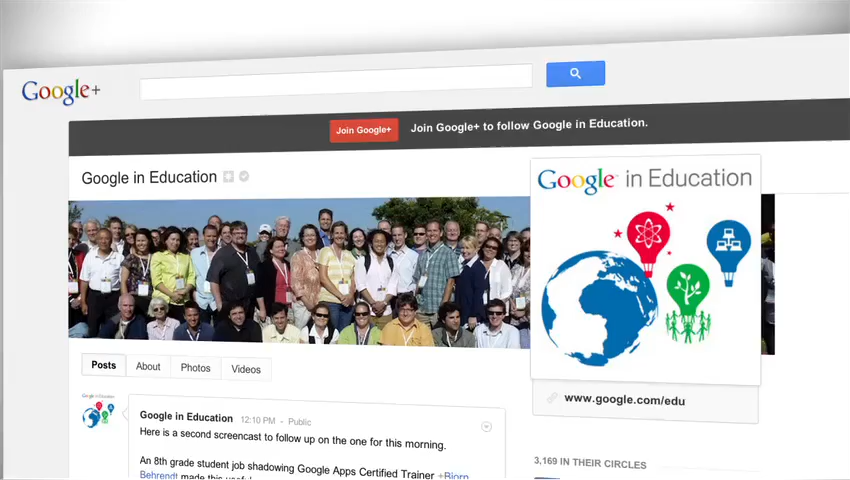 Google+
Join Google+
Join Google+ to follow Google in Education.
Google in Education
Google in Education
Posts
About
Photos
Videos
www.google.com/edu
Google in Education 12:10 PM - Public
Here is a second screencast to follow up on the one for this morning.
An 8th grade student job shadowing Google Apps Certified Trainer +Bjorn
Behrendt made this
3,169 IN THEIR CIRCLES